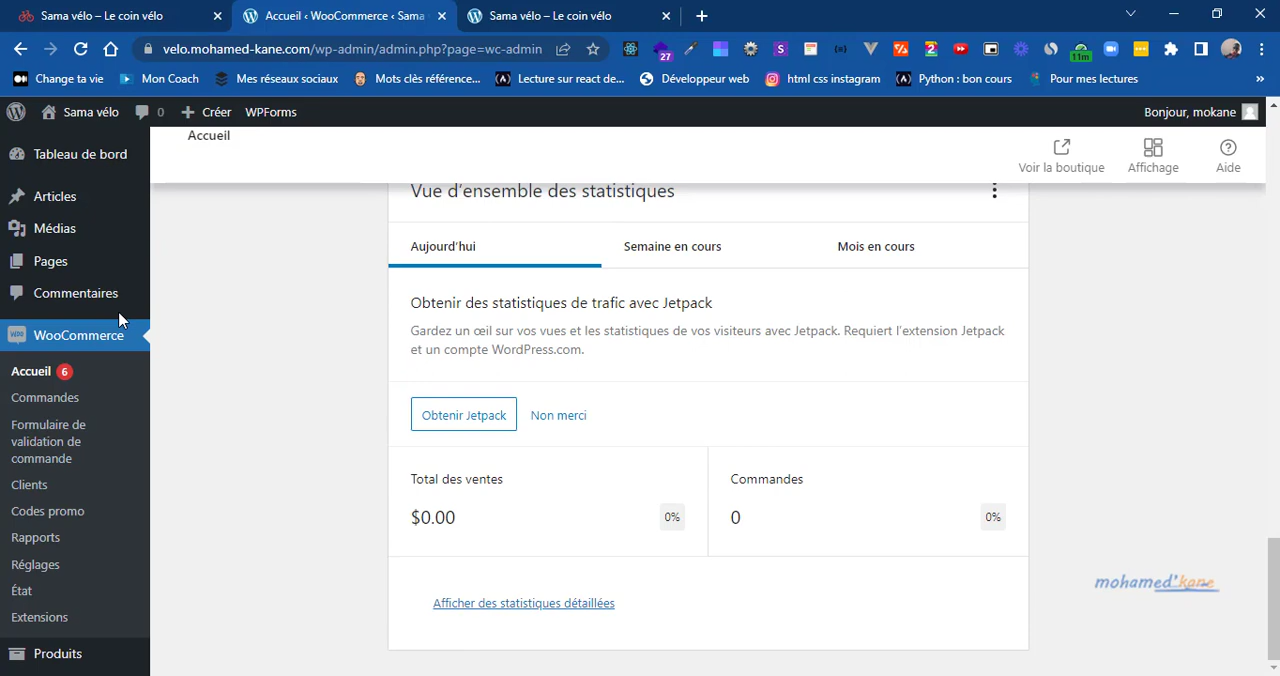 Sama vélo – Le coin vélo
Accueil ‹ WooCommerce ‹ Sama
Sama vélo – Le coin vélo
velo.mohamed-kane.com/wp-admin/admin.php?page=wc-admin
27
S
2
11m
Change ta vie
Mon Coach
Mes réseaux sociaux
Mots clés référence...
Lecture sur react de...
Développeur web
html css instagram
Python : bon cours
Pour mes lectures
»
Sama vélo
0
Créer
WPForms
Bonjour, mokane
Accueil
Voir la boutique
Affichage
Aide
Tableau de bord
Articles
Médias
Pages
Commentaires
WooCommerce
Accueil 6
Commandes
Formulaire de
validation de
commande
Clients
Codes promo
Rapports
Réglages
État
Extensions
Produits
Vue d’ensemble des statistiques
Aujourd’hui
Semaine en cours
Mois en cours
Obtenir des statistiques de trafic avec Jetpack
Gardez un œil sur vos vues et les statistiques de vos visiteurs avec Jetpack. Requiert l’extension Jetpack
et un compte WordPress.com.
Obtenir Jetpack
Non merci
Total des ventes
$0.00
0%
Commandes
0
0%
Afficher des statistiques détaillées
mohamed'kane